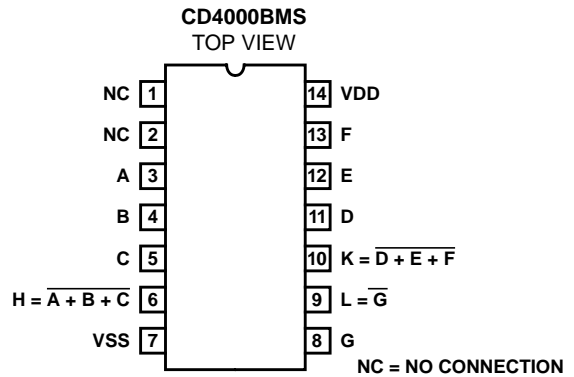 CD4000BMS
TOP VIEW
NC 1 14 VDD
NC 2 13 F
A 3 12 E
B 4 11 D
C 5 10 K = D + E + F
H = A + B + C 6 9 L = G
VSS 7 8 G
NC = NO CONNECTION